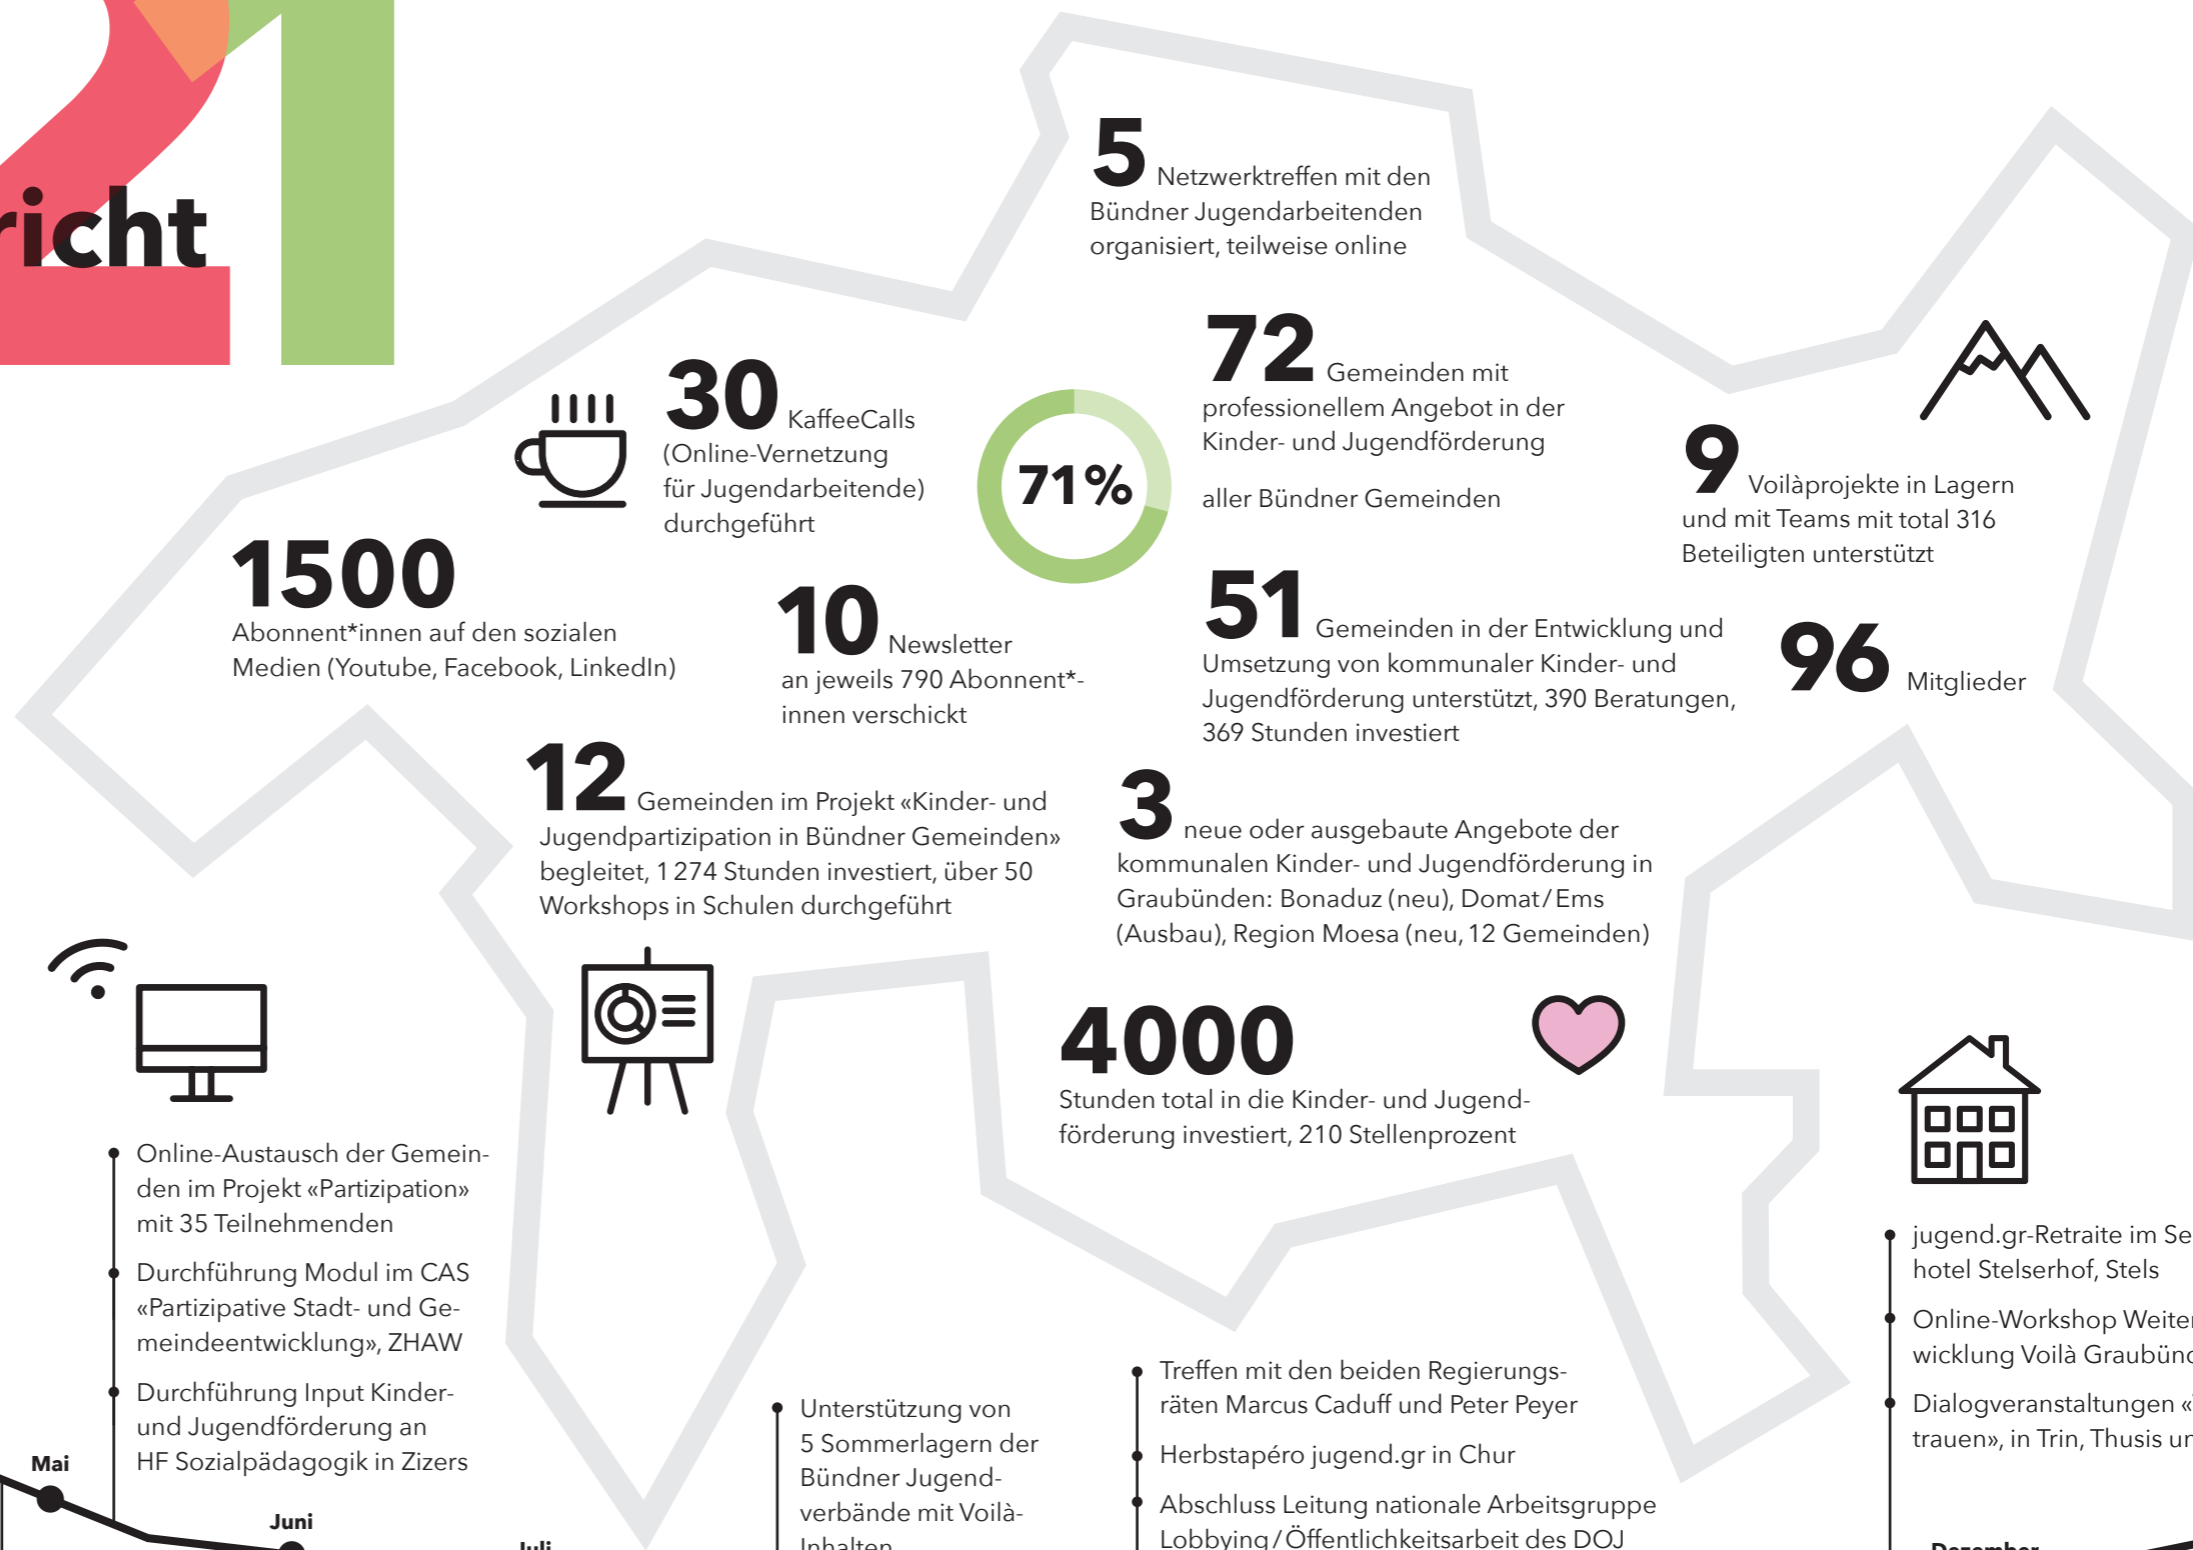 21
richt
5 Netzwerktreffen mit den
Bündner Jugendarbeitenden
organisiert, teilweise online
30 KaffeeCalls
(Online-Vernetzung
für Jugendarbeitende)
durchgeführt
71%
72 Gemeinden mit
professionellem Angebot in der
Kinder- und Jugendförderung
aller Bündner Gemeinden
9 Voilàprojekte in Lagern
und mit Teams mit total 316
Beteiligten unterstützt
1500
Abonnent*innen auf den sozialen
Medien (Youtube, Facebook, LinkedIn)
10 Newsletter
an jeweils 790 Abonnent*-
innen verschickt
51 Gemeinden in der Entwicklung und
Umsetzung von kommunaler Kinder- und
Jugendförderung unterstützt, 390 Beratungen,
369 Stunden investiert
96 Mitglieder
12 Gemeinden im Projekt «Kinder- und
Jugendpartizipation in Bündner Gemeinden»
begleitet, 1 274 Stunden investiert, über 50
Workshops in Schulen durchgeführt
3 neue oder ausgebaute Angebote der
kommunalen Kinder- und Jugendförderung in
Graubünden: Bonaduz (neu), Domat/Ems
(Ausbau), Region Moesa (neu, 12 Gemeinden)
4000
Stunden total in die Kinder- und Jugend-
förderung investiert, 210 Stellenprozent
Online-Austausch der Gemein-
den im Projekt «Partizipation»
mit 35 Teilnehmenden
Durchführung Modul im CAS
«Partizipative Stadt- und Ge-
meindeentwicklung», ZHAW
Durchführung Input Kinder-
und Jugendförderung an
HF Sozialpädagogik in Zizers
Mai
Juni
Juli
Unterstützung von
5 Sommerlagern der
Bündner Jugend-
verbände mit Voilà-
Inhalten
Treffen mit den beiden Regierungs-
räten Marcus Caduff und Peter Peyer
Herbstapéro jugend.gr in Chur
Abschluss Leitung nationale Arbeitsgruppe
Lobbying/Öffentlichkeitsarbeit des DOJ
jugend.gr-Retraite im Se
hotel Stelserhof, Stels
Online-Workshop Weite
wicklung Voilà Graubün
Dialogveranstaltungen «
trauen», in Trin, Thusis un
Dezember